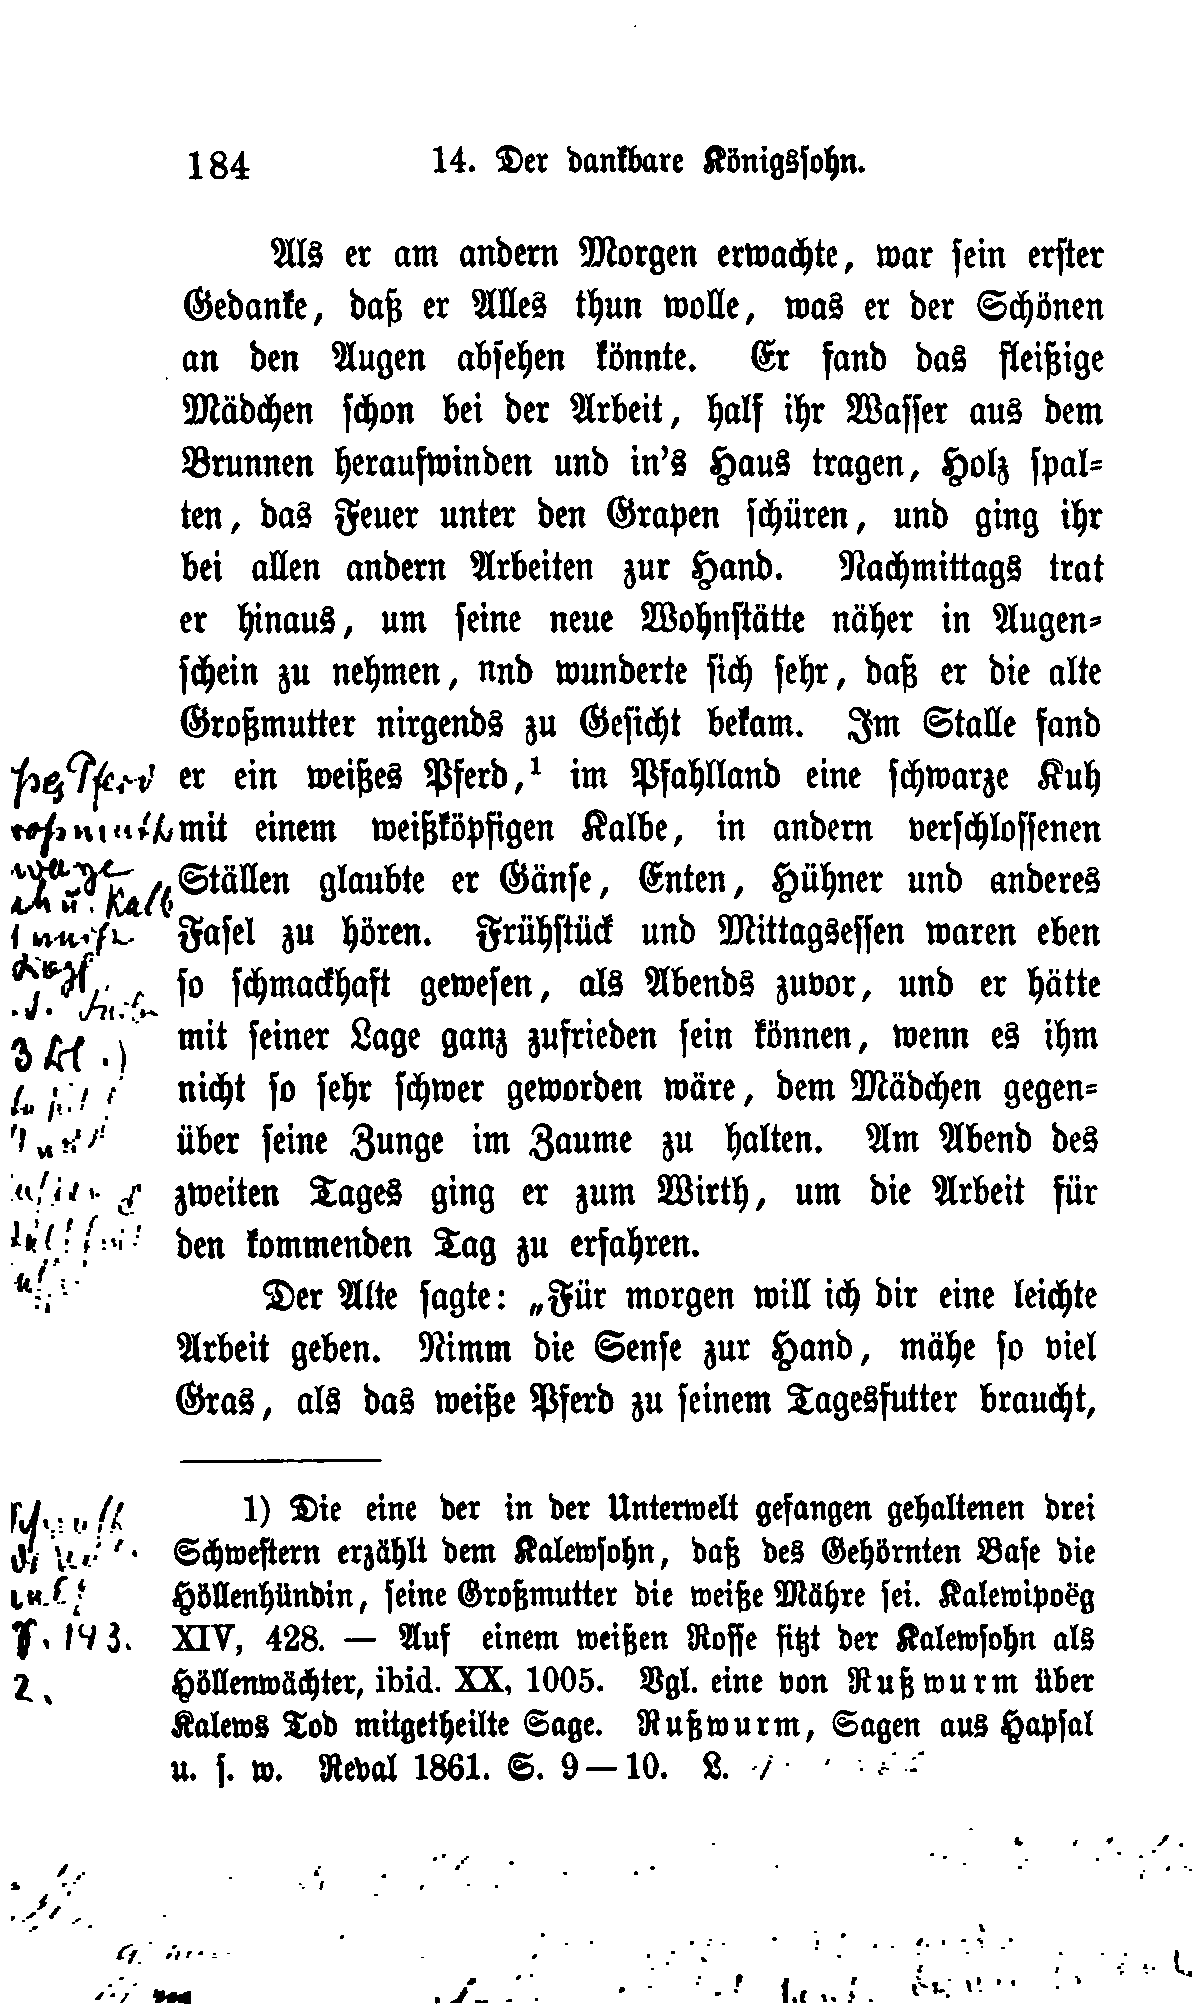 184 14. Der dankbare Königssohn.
Als er am andern Morgen erwachte, war sein erster
Gedanke, daß er Alles thun wolle, was er der Schönen
an den Augen absehen könnte. Er fand das fleißige
Mädchen schon bei der Arbeit, half ihr Wasser aus dem
Brunnen heraufwinden und in's Haus tragen, Holz spal-
ten, das Feuer unter den Grapen schüren, und ging ihr
bei allen andern Arbeiten zur Hand. Nachmittags trat
er hinaus, um seine neue Wohnstätte näher in Augen-
schein zu nehmen, nnd wunderte sich sehr, daß er die alte
Großmutter nirgends zu Gesicht bekam. Im Stalle fand
er ein weißes Pferd,¹ im Pfahlland eine schwarze Kuh
mit einem weißköpfigen Kalbe, in andern verschlossenen
Ställen glaubte er Gänse, Enten, Hühner und anderes
Fasel zu hören. Frühstück und Mittagsessen waren eben
so schmackhaft gewesen, als Abends zuvor, und er hätte
mit seiner Lage ganz zufrieden sein können, wenn es ihm
nicht so sehr schwer geworden wäre, dem Mädchen gegen-
über seine Zunge im Zaume zu halten. Am Abend des
zweiten Tages ging er zum Wirth, um die Arbeit für
den kommenden Tag zu erfahren.
Der Alte sagte: „Für morgen will ich dir eine leichte
Arbeit geben. Nimm die Sense zur Hand, mähe so viel
Gras, als das weiße Pferd zu seinem Tagesfutter braucht,
1) Die eine der in der Unterwelt gefangen gehaltenen drei
Schwestern erzählt dem Kalewsohn, daß des Gehörnten Base die
Höllenhündin, seine Großmutter die weiße Mähre sei. Kalewipoëg
XIV, 428. — Auf einem weißen Rosse sitzt der Kalewsohn als
Höllenwächter, ibid. XX, 1005. Vgl. eine von Rußwurm über
Kalews Tod mitgetheilte Sage. Rußwurm, Sagen aus Hapsal
u. s. w. Reval 1861. S. 9—10. L.
Pferd
u. Kalb
143.
2.